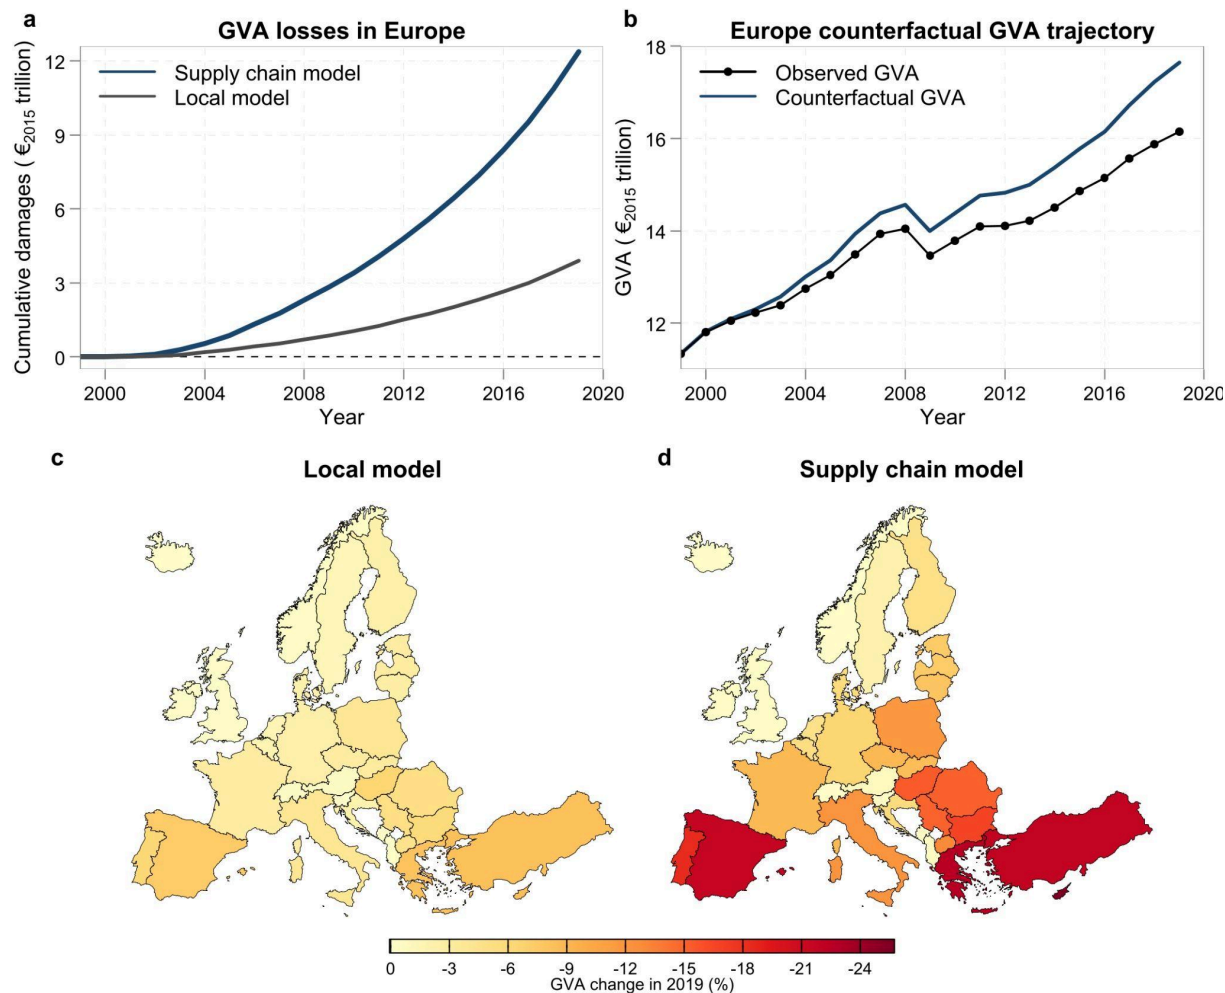 a
GVA losses in Europe
Cumulative damages ( €2015 trillion)
12
9
6
3
0
Supply chain model
Local model
2000 2004 2008 2012 2016 2020
Year
b
Europe counterfactual GVA trajectory
GVA ( €2015 trillion)
18
16
14
12
Observed GVA
Counterfactual GVA
2000 2004 2008 2012 2016 2020
Year
c
Local model
d
Supply chain model
0 -3 -6 -9 -12 -15 -18 -21 -24
GVA change in 2019 (%)